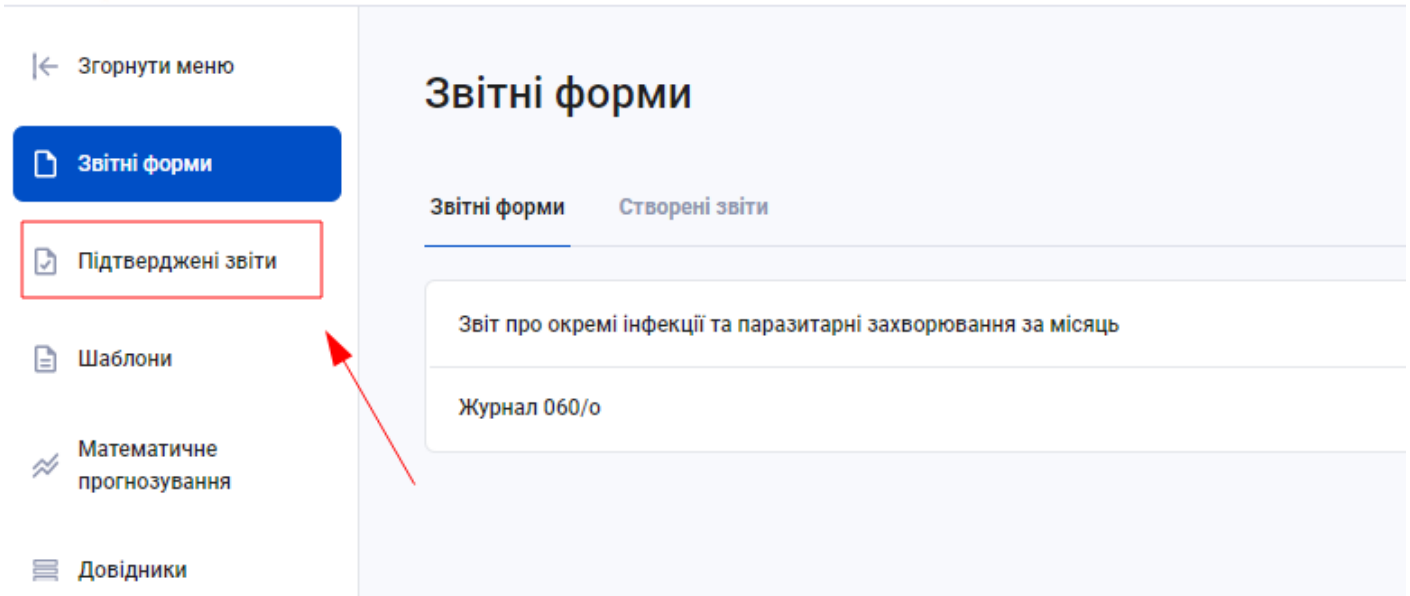 Згорнути меню
Звітні форми
Підтверджені звіти
Шаблони
Математичне
прогнозування
Довідники
Звітні форми
Звітні форми
Створені звіти
Звіт про окремі інфекції та паразитарні захворювання за місяць
Журнал 060/о